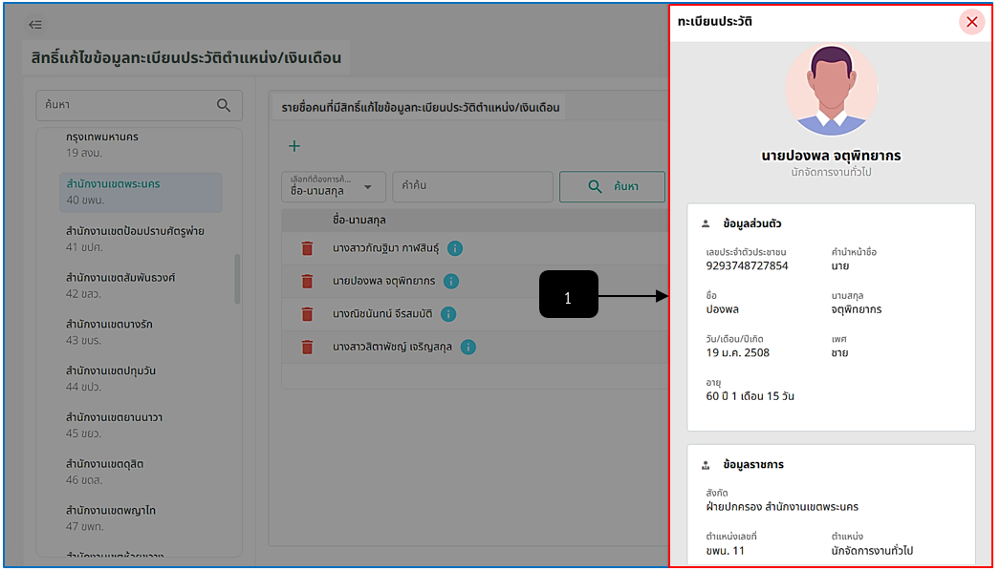 สิทธิ์แก้ไขข้อมูลทะเบียนประวัติตำแหน่ง/เงินเดือน
ค้นหา
กรุงเทพมหานคร
19 สงม.
สำนักงานเขตพระนคร
40 ขพน.
สำนักงานเขตป้อมปราบศัตรูพ่าย
41 ขปศ.
สำนักงานเขตสัมพันธวงศ์
42 ขสว.
สำนักงานเขตบางรัก
43 ขบร.
สำนักงานเขตปทุมวัน
44 ขปว.
สำนักงานเขตยานนาวา
45 ขยว.
สำนักงานเขตดุสิต
46 ขดส.
สำนักงานเขตพญาไท
47 ขพท.
สำนักงานเขตห้วยขวาง
รายชื่อคนที่มีสิทธิ์แก้ไขข้อมูลทะเบียนประวัติตำแหน่ง/เงินเดือน
เลือกที่ต้องการค้...
ชื่อ-นามสกุล
คำค้น
ค้นหา
ชื่อ-นามสกุล
นางสาวกัณฐิมา กาฬสินธุ์
นายปองพล จตุพิทยากร
นางณิชนันทน์ จีรสมบัติ
นางสาวสิตาพัชญ์ เจริญสกุล
1
ทะเบียนประวัติ
นายปองพล จตุพิทยากร
นักจัดการงานทั่วไป
ข้อมูลส่วนตัว
เลขประจำตัวประชาชน คำนำหน้าชื่อ
9293748727854 นาย
ชื่อ นามสกุล
ปองพล จตุพิทยากร
วัน/เดือน/ปีเกิด เพศ
19 ม.ค. 2508 ชาย
อายุ
60 ปี 1 เดือน 15 วัน
ข้อมูลราชการ
สังกัด
ฝ่ายปกครอง สำนักงานเขตพระนคร
ตำแหน่งเลขที่ ตำแหน่ง
ขพน. 11 นักจัดการงานทั่วไป